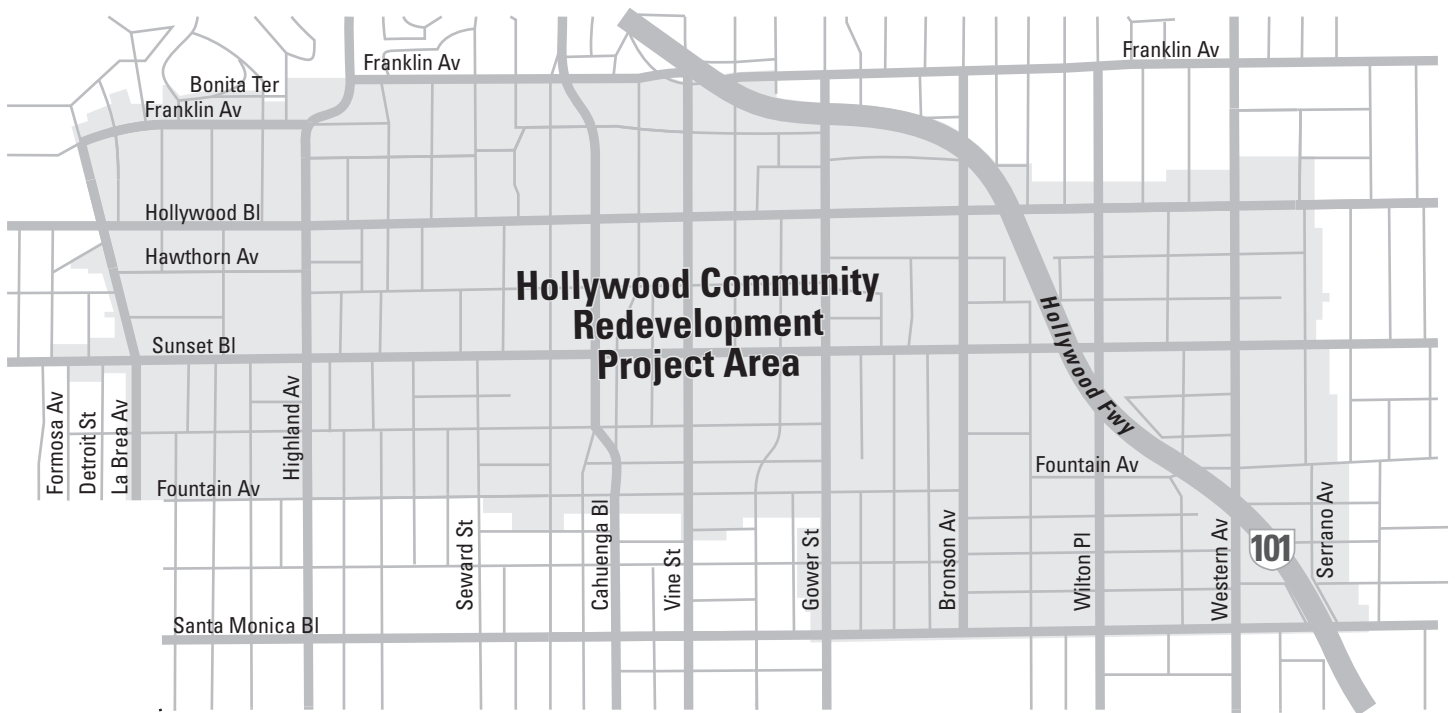 Franklin Av
Franklin Av
Bonita Ter
Franklin Av
Hollywood Bl
Hawthorn Av
Hollywood Community
Redevelopment
Project Area
Hollywood Fwy
Sunset Bl
Formosa Av
Detroit St
La Brea Av
Highland Av
Fountain Av
Fountain Av
Seward St
Cahuenga Bl
Vine St
Gower St
Bronson Av
Wilton Pl
Western Av
101
Serrano Av
Santa Monica Bl